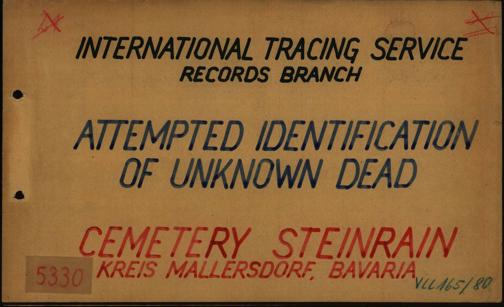 INTERNATIONAL TRACING SERVICE
RECORDS BRANCH
ATTEMPTED IDENTIFICATION
OF UNKNOWN DEAD
CEMETERY STEINRAIN
KREIS MALLERSDORF, BAVARIA
5330
VLL 165/80